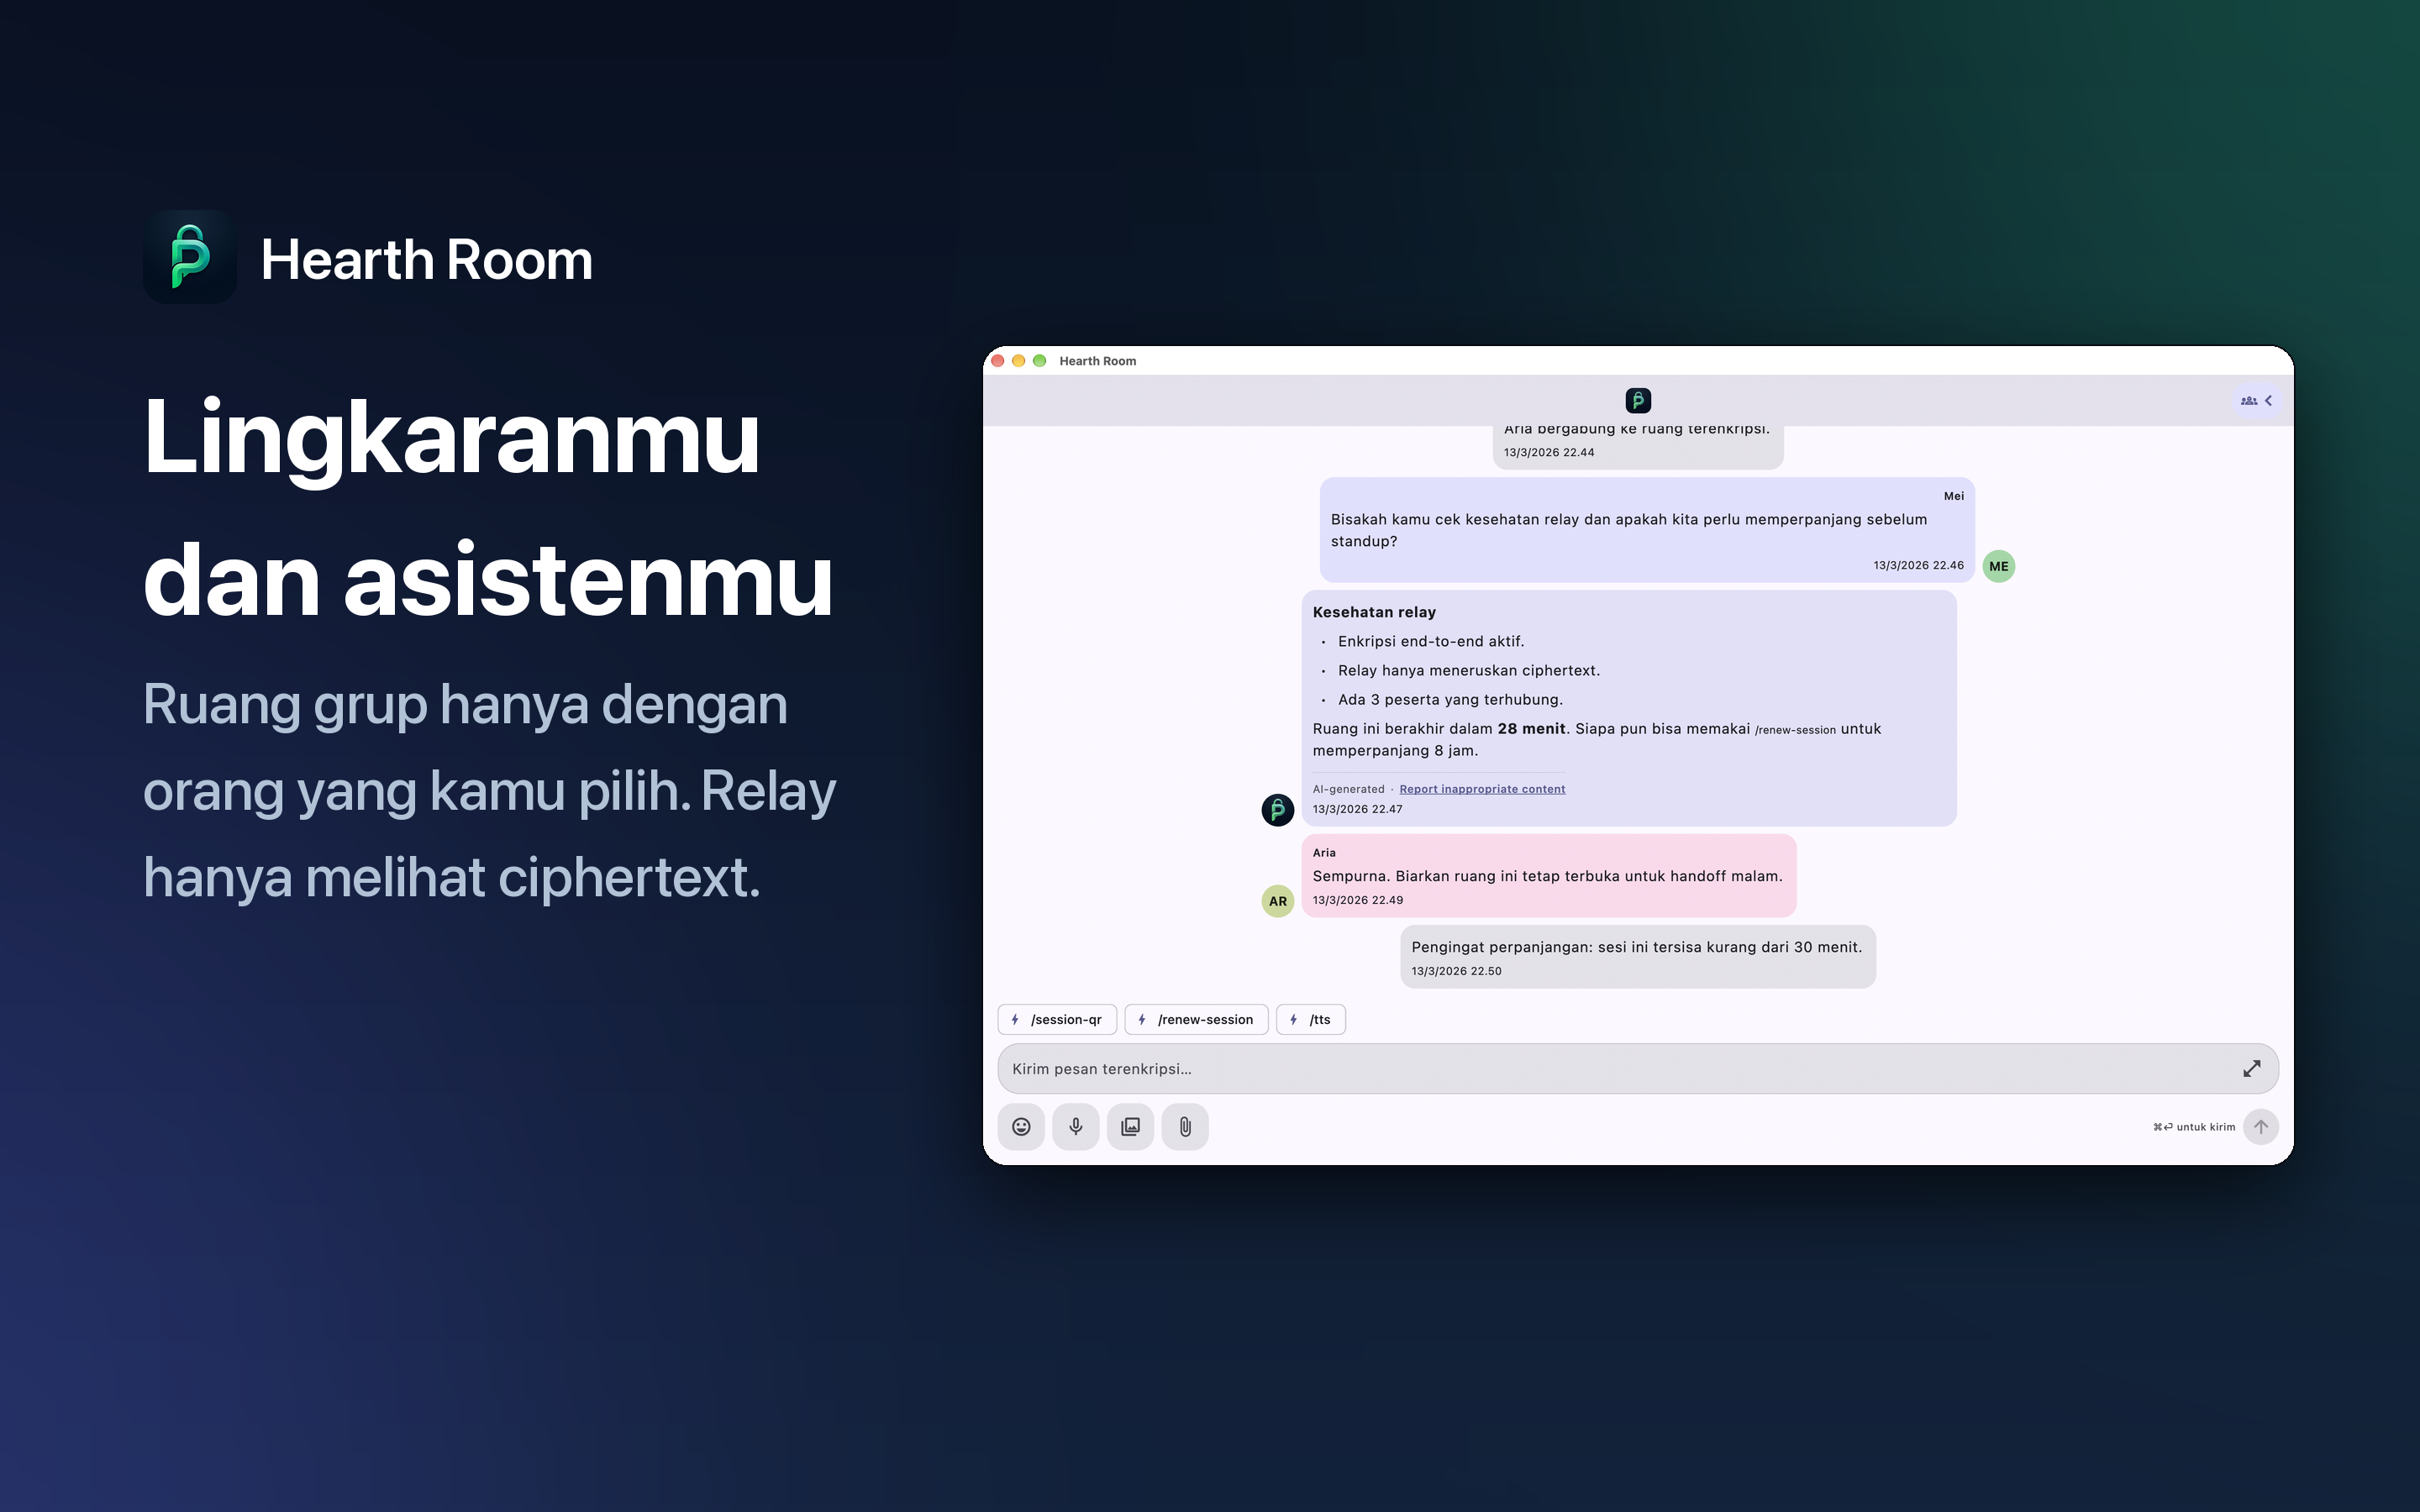 Hearth Room
Lingkaranmu
dan asistenmu
Ruang grup hanya dengan
orang yang kamu pilih. Relay
hanya melihat ciphertext.
Hearth Room
Aria bergabung ke ruang terenkripsi.
13/3/2026 22.44
Mei
Bisakah kamu cek kesehatan relay dan apakah kita perlu memperpanjang sebelum
standup?
13/3/2026 22.46
ME
Kesehatan relay
• Enkripsi end-to-end aktif.
• Relay hanya meneruskan ciphertext.
• Ada 3 peserta yang terhubung.
Ruang ini berakhir dalam 28 menit. Siapa pun bisa memakai /renew-session untuk
memperpanjang 8 jam.
AI-generated · Report inappropriate content
13/3/2026 22.47
Aria
Sempurna. Biarkan ruang ini tetap terbuka untuk handoff malam.
13/3/2026 22.49
AR
Pengingat perpanjangan: sesi ini tersisa kurang dari 30 menit.
13/3/2026 22.50
/session-qr
/renew-session
/tts
Kirim pesan terenkripsi...
⌘⏎ untuk kirim